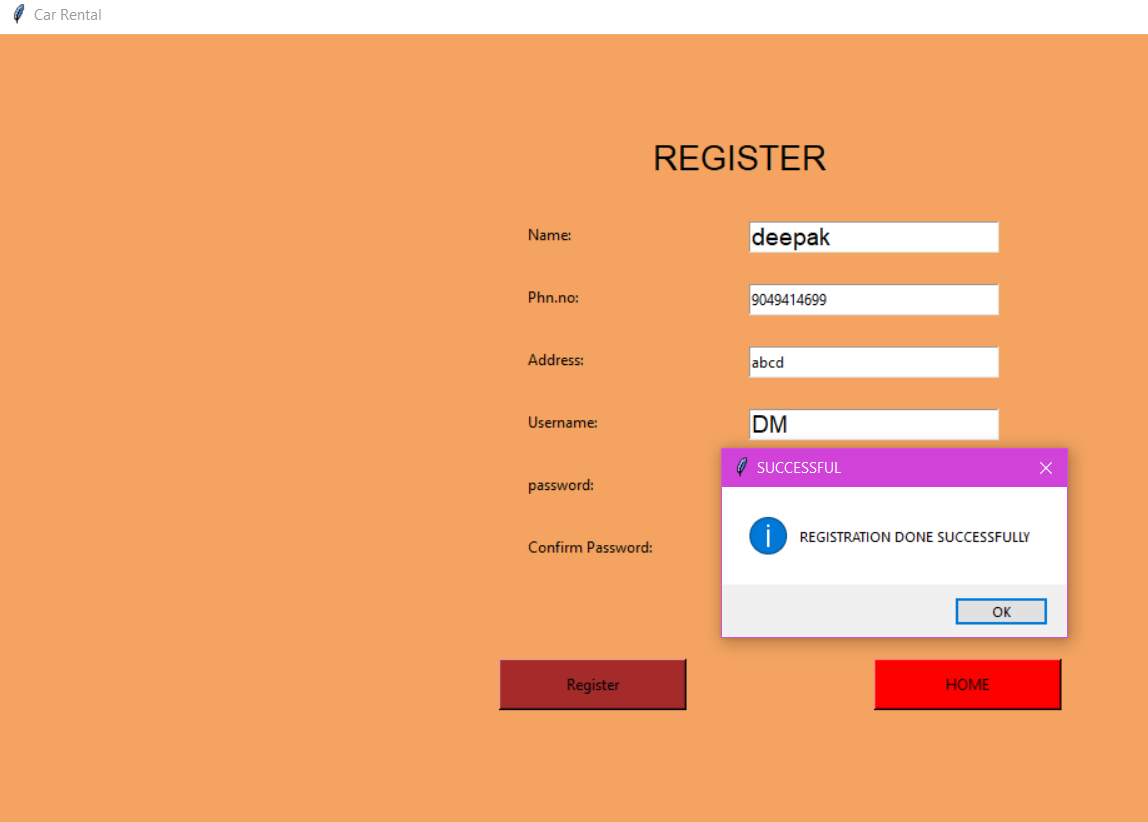 Car Rental
REGISTER
Name: deepak
Phn.no: 9049414699
Address: abcd
Username: DM
SUCCESSFUL
password:
REGISTRATION DONE SUCCESSFULLY
Confirm Password:
OK
Register HOME